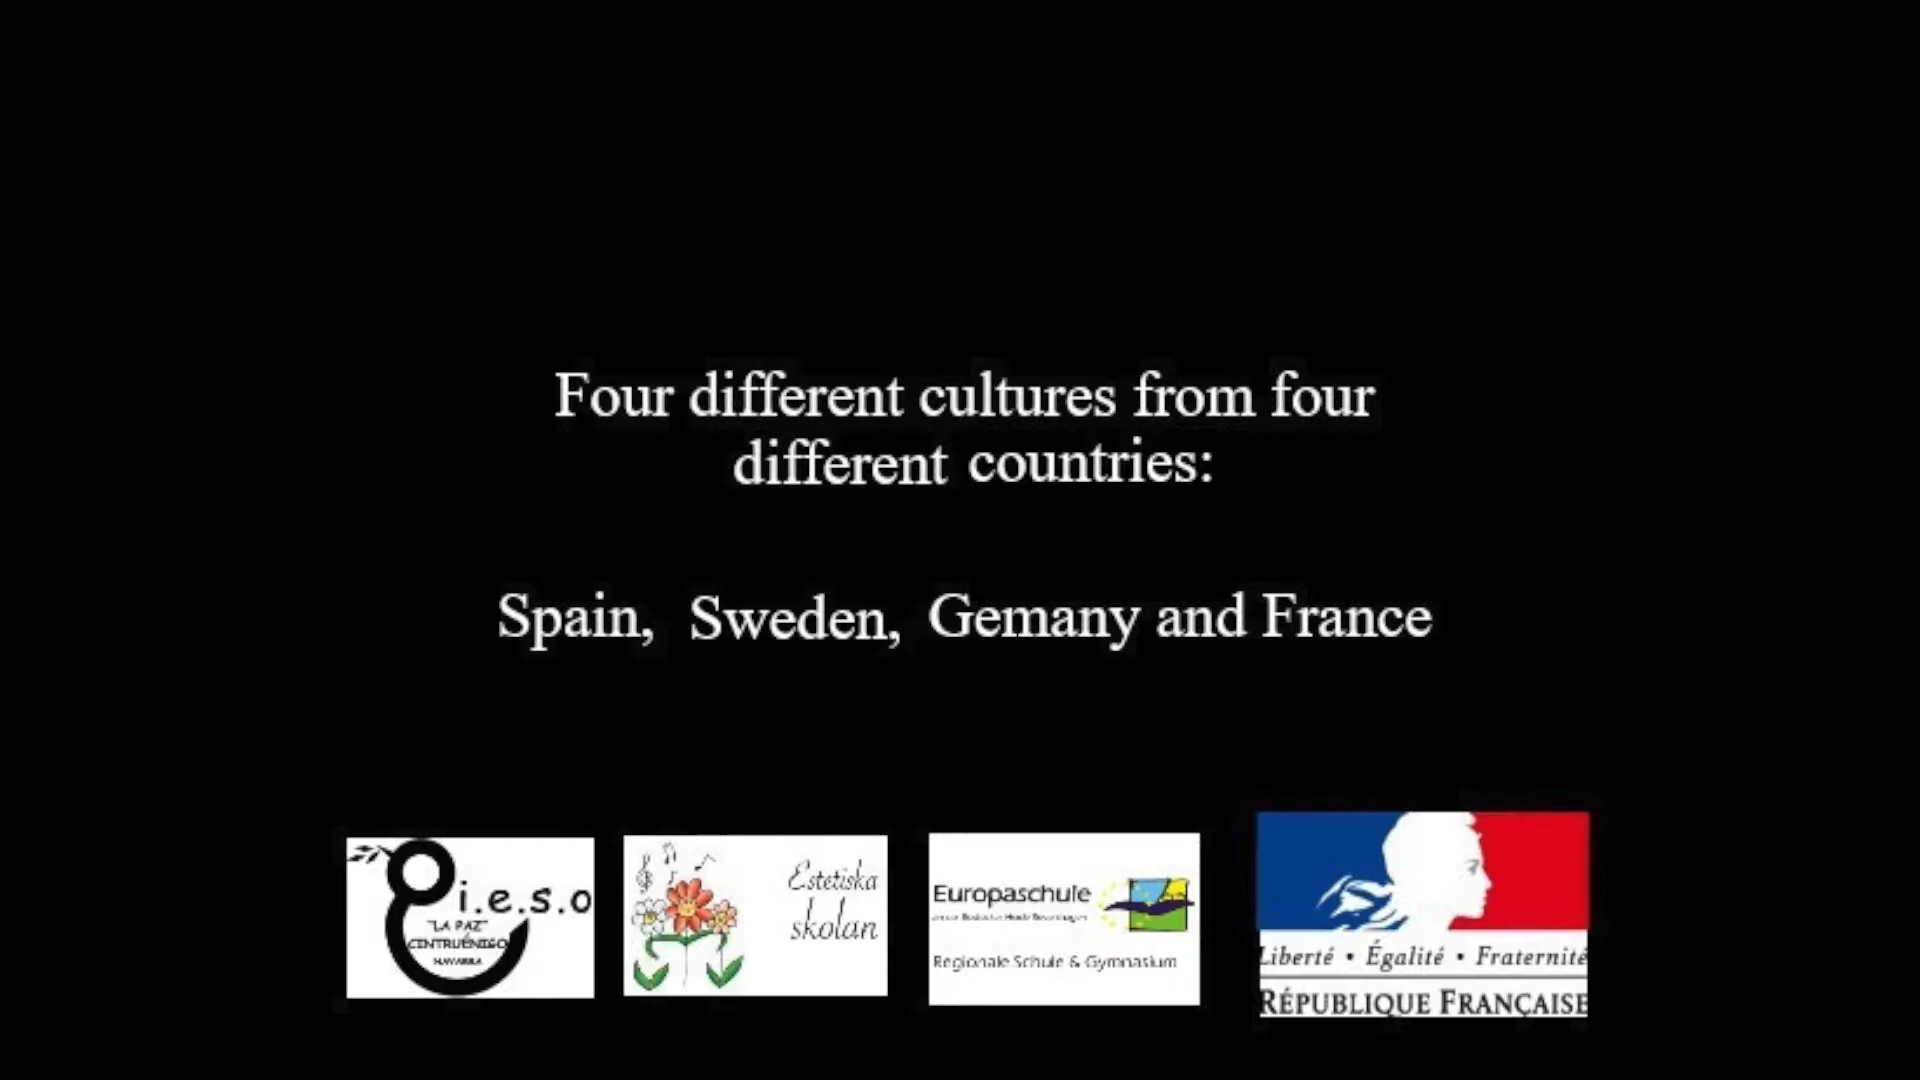 Four different cultures from four
different countries:
Spain, Sweden, Gemany and France
i.e.s.o
"LA PAZ"
CINTRUÉNIGO
NAVARRA
Estetiska
skolan
Europaschule
Regionale Schule & Gymnasium
Liberté • Égalité • Fraternité
RÉPUBLIQUE FRANÇAISE